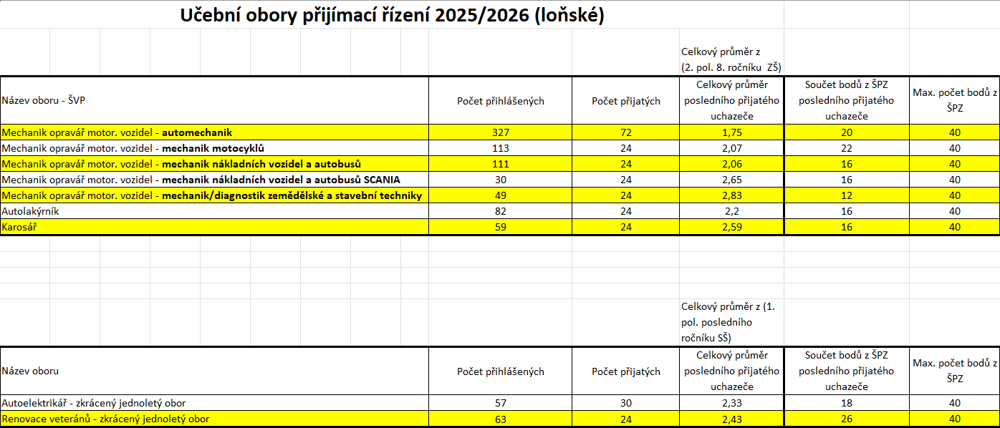 Učební obory přijímací řízení 2025/2026 (loňské)
Celkový průměr z
(2. pol. 8. ročníku  ZŠ)
Název oboru - ŠVP
Počet přihlášených
Počet přijatých
Celkový průměr
posledního přijatého
uchazeče
Součet bodů z ŠPZ
posledního přijatého
uchazeče
Max. počet bodů z
ŠPZ
Mechanik opravář motor. vozidel - automechanik 327 72 1,75 20 40
Mechanik opravář motor. vozidel - mechanik motocyklů 113 24 2,07 22 40
Mechanik opravář motor. vozidel - mechanik nákladních vozidel a autobusů 111 24 2,06 16 40
Mechanik opravář motor. vozidel - mechanik nákladních vozidel a autobusů SCANIA 30 24 2,65 16 40
Mechanik opravář motor. vozidel - mechanik/diagnostik zemědělské a stavební techniky 49 24 2,83 12 40
Autolakýrník 82 24 2,2 16 40
Karosář 59 24 2,59 16 40
Celkový průměr z (1.
pol. posledního
ročníku SŠ)
Název oboru
Počet přihlášených
Počet přijatých
Celkový průměr
posledního přijatého
uchazeče
Součet bodů z ŠPZ
posledního přijatého
uchazeče
Max. počet bodů z
ŠPZ
Autoelektrikář - zkrácený jednoletý obor 57 30 2,33 18 40
Renovace veteránů - zkrácený jednoletý obor 63 24 2,43 26 40